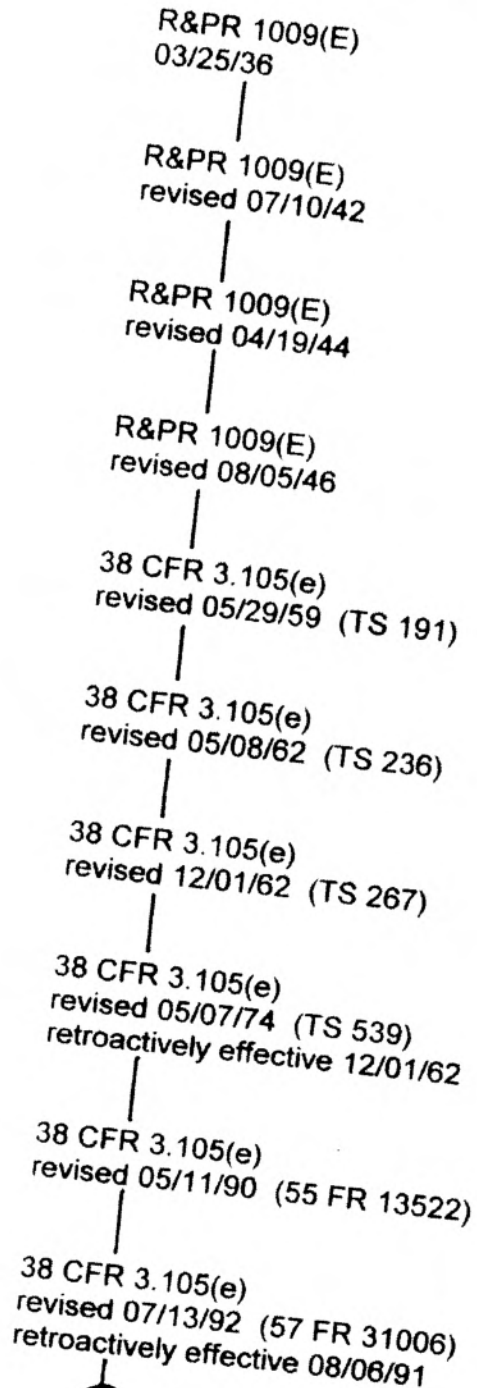 R&PR 1009(E)
03/25/36
R&PR 1009(E)
revised 07/10/42
R&PR 1009(E)
revised 04/19/44
R&PR 1009(E)
revised 08/05/46
38 CFR 3.105(e)
revised 05/29/59 (TS 191)
38 CFR 3.105(e)
revised 05/08/62 (TS 236)
38 CFR 3.105(e)
revised 12/01/62 (TS 267)
38 CFR 3.105(e)
revised 05/07/74 (TS 539)
retroactively effective 12/01/62
38 CFR 3.105(e)
revised 05/11/90 (55 FR 13522)
38 CFR 3.105(e)
revised 07/13/92 (57 FR 31006)
retroactively effective 08/06/91